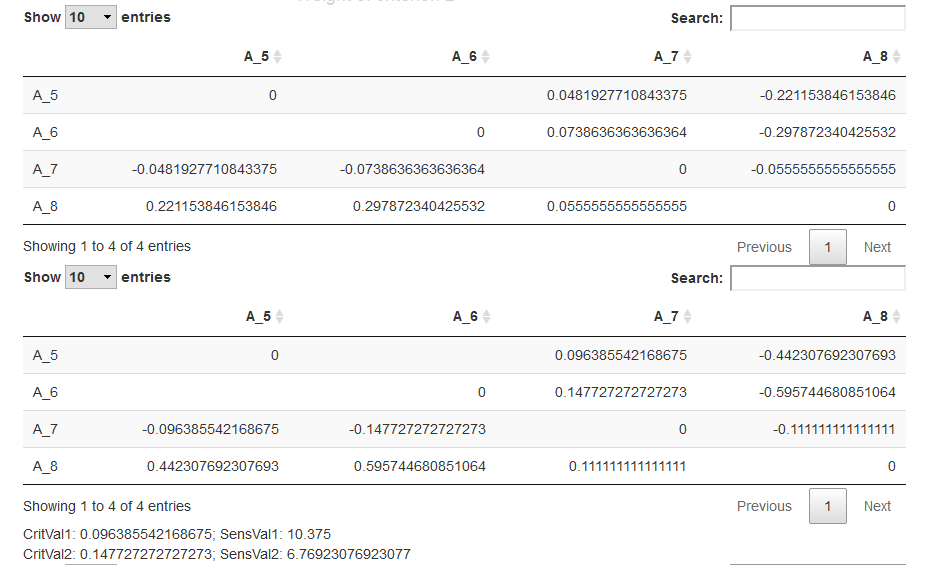 Show 10 entries Search:
A_5 A_6 A_7 A_8
A_5 0 0.0481927710843375 -0.221153846153846
A_6 0 0.0738636363636364 -0.297872340425532
A_7 -0.0481927710843375 -0.0738636363636364 0 -0.0555555555555555
A_8 0.221153846153846 0.297872340425532 0.0555555555555555 0
Showing 1 to 4 of 4 entries Previous 1 Next
Show 10 entries Search:
A_5 A_6 A_7 A_8
A_5 0 0.096385542168675 -0.442307692307693
A_6 0 0.147727272727273 -0.595744680851064
A_7 -0.096385542168675 -0.147727272727273 0 -0.111111111111111
A_8 0.442307692307693 0.595744680851064 0.111111111111111 0
Showing 1 to 4 of 4 entries Previous 1 Next
CritVal1: 0.096385542168675; SensVal1: 10.375
CritVal2: 0.147727272727273; SensVal2: 6.76923076923077